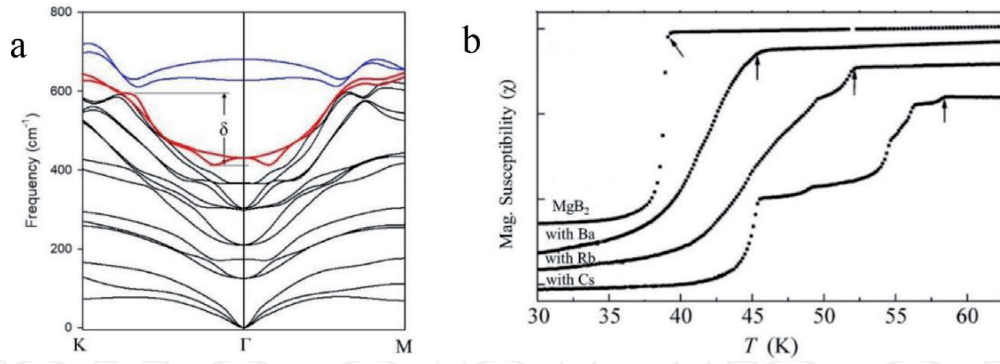 a
800
600
400
200
0
Frequency (cm⁻¹)
δ
K
Γ
M
b
Mag. Susceptibility (χ)
MgB₂
with Ba
with Rb
with Cs
30
35
40
45
50
55
60
T (K)